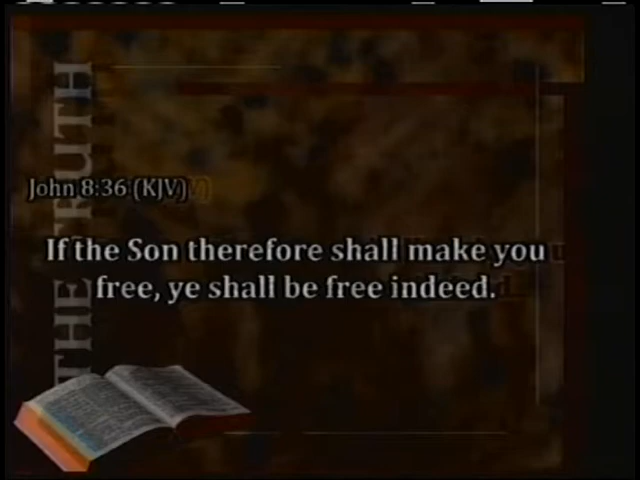 THE TRUTH
John 8:36 (KJV)
If the Son therefore shall make you
free, ye shall be free indeed.